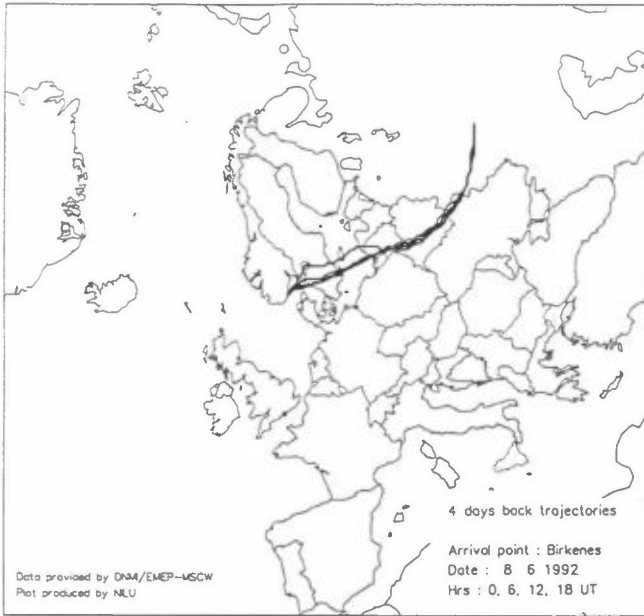 4 days back trajectories
Arrival point : Birkenes
Date : 8 6 1992
Hrs : 0, 6, 12, 18 UT
Data provided by DNMI/EMEP-MSCW
Plot produced by NILU